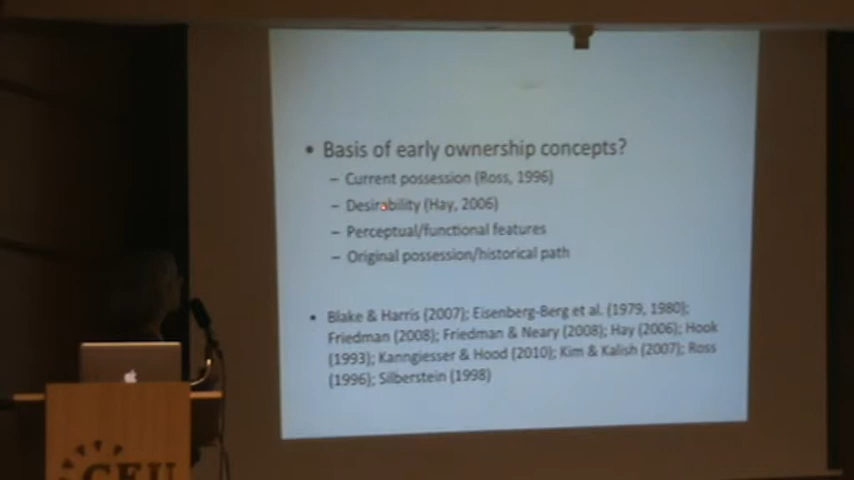 • Basis of early ownership concepts?
– Current possession (Ross, 1996)
– Desirability (Hay, 2006)
– Perceptual/functional features
– Original possession/historical path
• Blake & Harris (2007); Eisenberg-Berg et al. (1979, 1980);
Friedman (2008); Friedman & Neary (2008); Hay (2006); Hook
(1993); Kanngiesser & Hood (2010); Kim & Kalish (2007); Ross
(1996); Silberstein (1998)
CEU